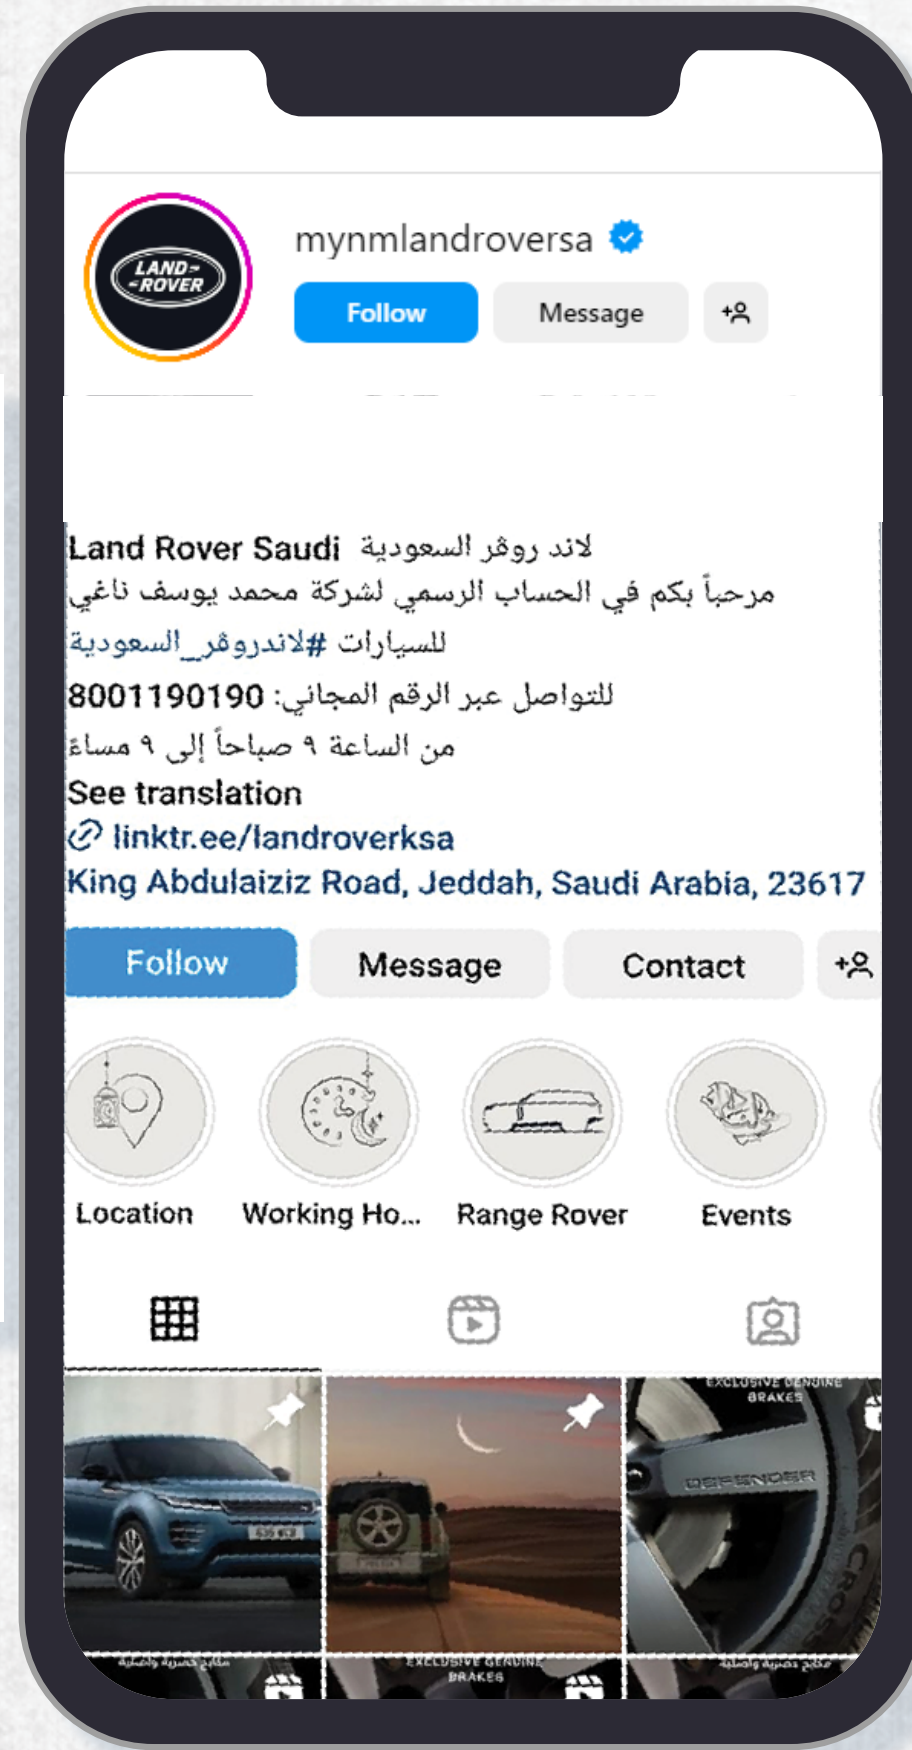 LAND-
-ROVER
mynmlandroversa
Follow
Message
Land Rover Saudi لاند روڤر السعودية
مرحباً بكم في الحساب الرسمي لشركة محمد يوسف ناغي
للسيارات #لاندروڤر_السعودية
للتواصل عبر الرقم المجاني: 8001190190
من الساعة ٩ صباحاً إلى ٩ مساءً
See translation
linktr.ee/landroverksa
King Abdulaiziz Road, Jeddah, Saudi Arabia, 23617
Follow
Message
Contact
Location
Working Ho...
Range Rover
Events
EXCLUSIVE GENUINE
BRAKES
DEFENDER
CROSS
EXCLUSIVE GENUINE
BRAKES